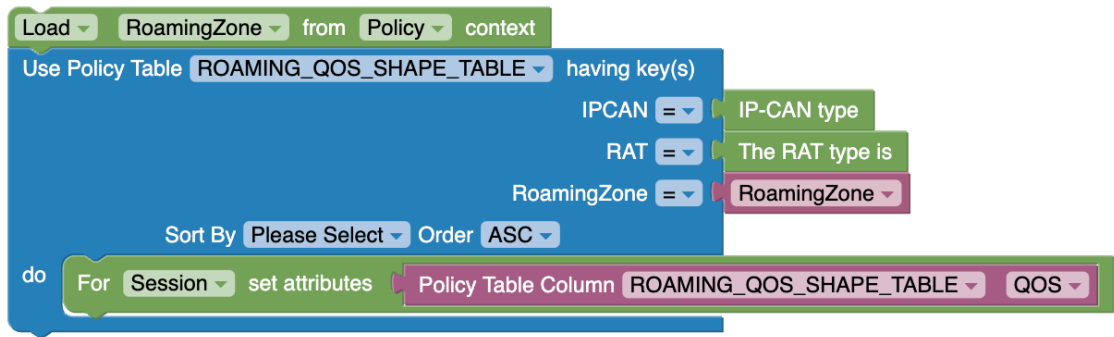 Load RoamingZone from Policy context
Use Policy Table ROAMING_QOS_SHAPE_TABLE having key(s)
IPCAN = IP-CAN type
RAT = The RAT type is
RoamingZone = RoamingZone
Sort By Please Select Order ASC
do For Session set attributes Policy Table Column ROAMING_QOS_SHAPE_TABLE QOS